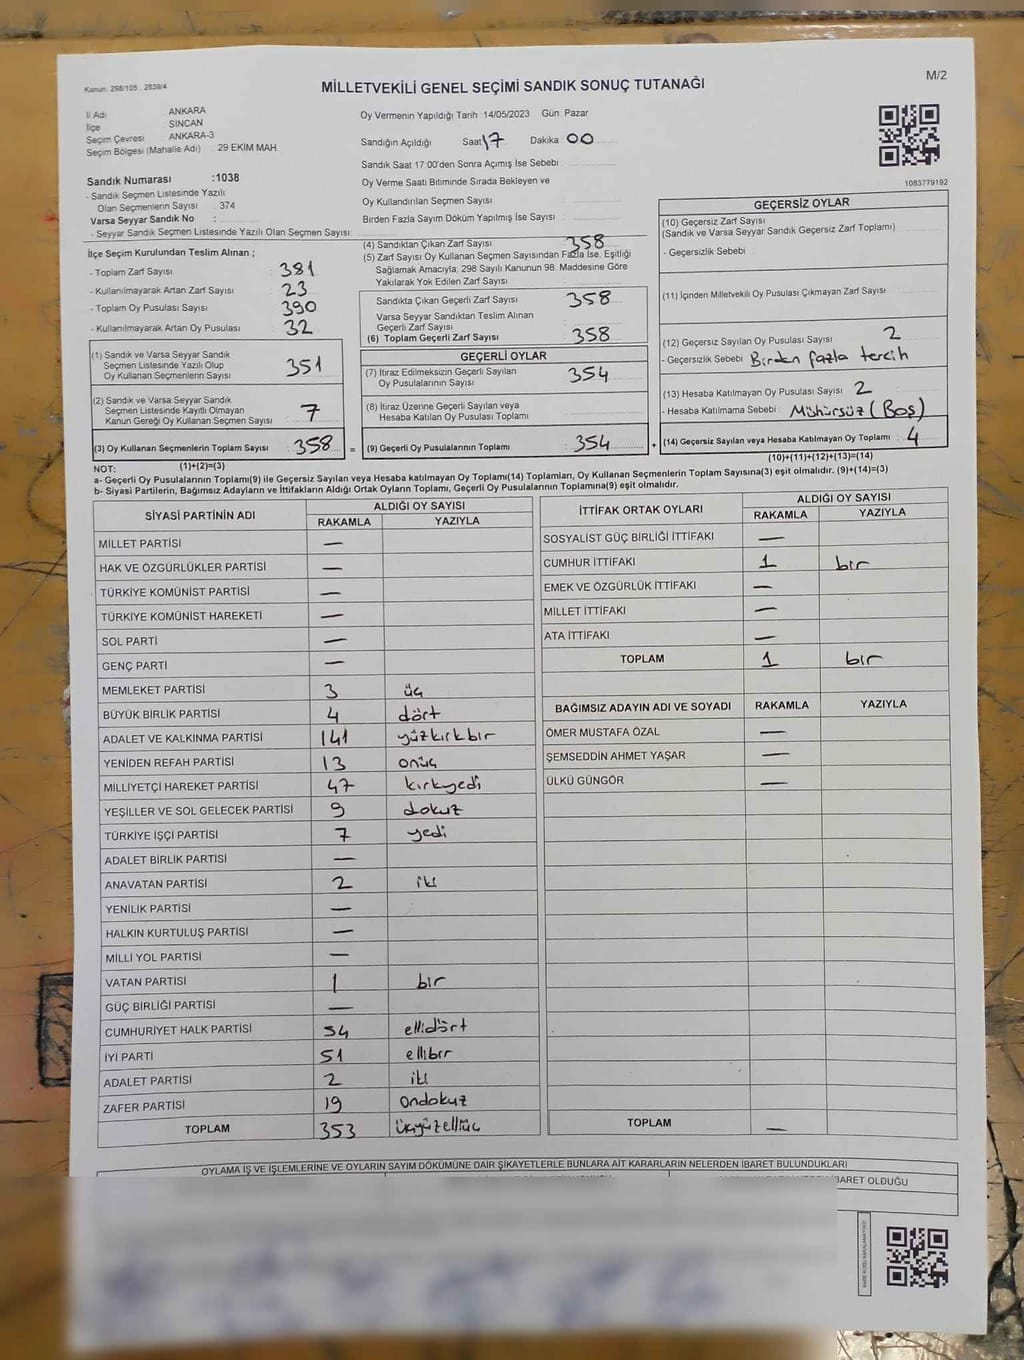 Kanun: 298/105 ; 2839/4
MİLLETVEKİLİ GENEL SEÇİMİ SANDIK SONUÇ TUTANAĞI
M/2
İl Adı ANKARA
İlçe SİNCAN
Seçim Çevresi ANKARA-3
Seçim Bölgesi (Mahalle Adı) : 29 EKİM MAH
Sandık Numarası :1038
- Sandık Seçmen Listesinde Yazılı
Olan Seçmenlerin Sayısı : 374
Varsa Seyyar Sandık No :
- Seyyar Sandık Seçmen Listesinde Yazılı Olan Seçmen Sayısı:
Oy Vermenin Yapıldığı Tarih 14/05/2023 Gün: Pazar
Sandığın Açıldığı Saat 17 Dakika 00
Sandık Saat 17:00'den Sonra Açımış İse Sebebi :
Oy Verme Saati Bitiminde Sırada Bekleyen ve
Oy Kullandırılan Seçmen Sayısı :
Birden Fazla Sayım Döküm Yapılmış İse Sayısı :
1083779192
İlçe Seçim Kurulundan Teslim Alınan ;
- Toplam Zarf Sayısı : 381
- Kullanılmayarak Artan Zarf Sayısı : 23
- Toplam Oy Pusulası Sayısı : 390
- Kullanılmayarak Artan Oy Pusulası : 32
(1) Sandık ve Varsa Seyyar Sandık
Seçmen Listesinde Yazılı Olup
Oy Kullanan Seçmenlerin Sayısı : 351
(2) Sandık ve Varsa Seyyar Sandık
Seçmen Listesinde Kayıtlı Olmayan
Kanun Gereği Oy Kullanan Seçmen Sayısı : 7
(3) Oy Kullanan Seçmenlerin Toplam Sayısı : 358 =
(1)+(2)=(3)
(4) Sandıktan Çıkan Zarf Sayısı : 358
(5) Zarf Sayısı Oy Kullanan Seçmen Sayısından Fazla İse, Eşitliği
Sağlamak Amacıyla; 298 Sayılı Kanunun 98. Maddesine Göre
Yakılarak Yok Edilen Zarf Sayısı :
Sandıkta Çıkan Geçerli Zarf Sayısı : 358
Varsa Seyyar Sandıktan Teslim Alınan
Geçerli Zarf Sayısı :
(6) Toplam Geçerli Zarf Sayısı : 358
GEÇERLİ OYLAR
(7) İtiraz Edilmeksizin Geçerli Sayılan
Oy Pusulalarının Sayısı : 354
(8) İtiraz Üzerine Geçerli Sayılan veya
Hesaba Katılan Oy Pusulası Toplamı :
(9) Geçerli Oy Pusulalarının Toplamı : 354 +
GEÇERSİZ OYLAR
(10) Geçersiz Zarf Sayısı :
(Sandık ve Varsa Seyyar Sandık Geçersiz Zarf Toplamı)
- Geçersizlik Sebebi :
(11) İçinden Milletvekili Oy Pusulası Çıkmayan Zarf Sayısı :
(12) Geçersiz Sayılan Oy Pusulası Sayısı : 2
- Geçersizlik Sebebi : Birden fazla tercih
(13) Hesaba Katılmayan Oy Pusulası Sayısı : 2
- Hesaba Katılmama Sebebi : Mühürsüz (Boş)
(14) Geçersiz Sayılan veya Hesaba Katılmayan Oy Toplamı : 4
(10)+(11)+(12)+(13)=(14)
NOT:
a- Geçerli Oy Pusulalarının Toplamı(9) ile Geçersiz Sayılan veya Hesaba katılmayan Oy Toplamı(14) Toplamları, Oy Kullanan Seçmenlerin Toplam Sayısına(3) eşit olmalıdır. (9)+(14)=(3)
b- Siyasi Partilerin, Bağımsız Adayların ve İttifakların Aldığı Ortak Oyların Toplamı, Geçerli Oy Pusulalarının Toplamına(9) eşit olmalıdır.
SİYASİ PARTİNİN ADI ALDIĞI OY SAYISI
RAKAMLA YAZIYLA
MİLLET PARTİSİ —
HAK VE ÖZGÜRLÜKLER PARTİSİ —
TÜRKİYE KOMÜNİST PARTİSİ —
TÜRKİYE KOMÜNİST HAREKETİ —
SOL PARTİ —
GENÇ PARTİ —
MEMLEKET PARTİSİ 3 üç
BÜYÜK BİRLİK PARTİSİ 4 dört
ADALET VE KALKINMA PARTİSİ 141 yüzkırkbir
YENİDEN REFAH PARTİSİ 13 onüç
MİLLİYETÇİ HAREKET PARTİSİ 47 kırkyedi
YEŞİLLER VE SOL GELECEK PARTİSİ 9 dokuz
TÜRKİYE İŞÇİ PARTİSİ 7 yedi
ADALET BİRLİK PARTİSİ —
ANAVATAN PARTİSİ 2 iki
YENİLİK PARTİSİ —
HALKIN KURTULUŞ PARTİSİ —
MİLLİ YOL PARTİSİ —
VATAN PARTİSİ 1 bir
GÜÇ BİRLİĞİ PARTİSİ —
CUMHURİYET HALK PARTİSİ 54 ellidört
İYİ PARTİ 51 ellibir
ADALET PARTİSİ 2 iki
ZAFER PARTİSİ 19 ondokuz
TOPLAM 353 üçyüzelliüç
İTTİFAK ORTAK OYLARI ALDIĞI OY SAYISI
RAKAMLA YAZIYLA
SOSYALİST GÜÇ BİRLİĞİ İTTİFAKI —
CUMHUR İTTİFAKI 1 bir
EMEK VE ÖZGÜRLÜK İTTİFAKI —
MİLLET İTTİFAKI —
ATA İTTİFAKI —
TOPLAM 1 bir
BAĞIMSIZ ADAYIN ADI VE SOYADI RAKAMLA YAZIYLA
ÖMER MUSTAFA ÖZAL —
ŞEMSEDDİN AHMET YAŞAR —
ÜLKÜ GÜNGÖR —
TOPLAM —
OYLAMA İŞ VE İŞLEMLERİNE VE OYLARIN SAYIM DÖKÜMÜNE DAİR ŞİKAYETLERLE BUNLARA AİT KARARLARIN NELERDEN İBARET BULUNDUKLARI
İBARET OLDUĞU